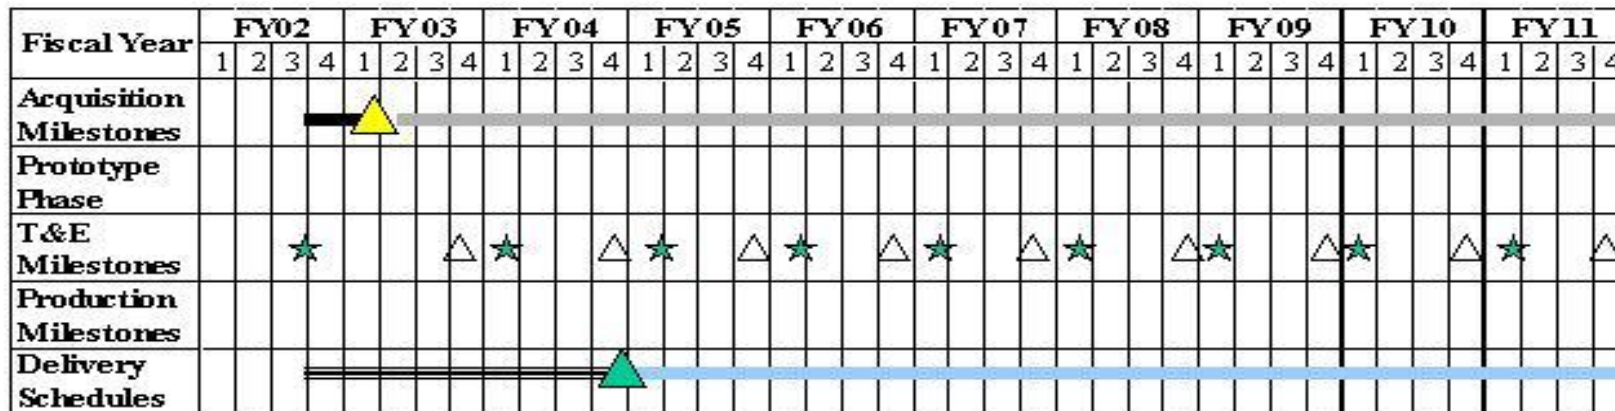 Fiscal Year FY02 FY03 FY04 FY05 FY06 FY07 FY08 FY09 FY10 FY11
1 2 3 4 1 2 3 4 1 2 3 4 1 2 3 4 1 2 3 4 1 2 3 4 1 2 3 4 1 2 3 4 1 2 3 4 1 2 3 4
Acquisition
Milestones
Prototype
Phase
T&E
Milestones
Production
Milestones
Delivery
Schedules